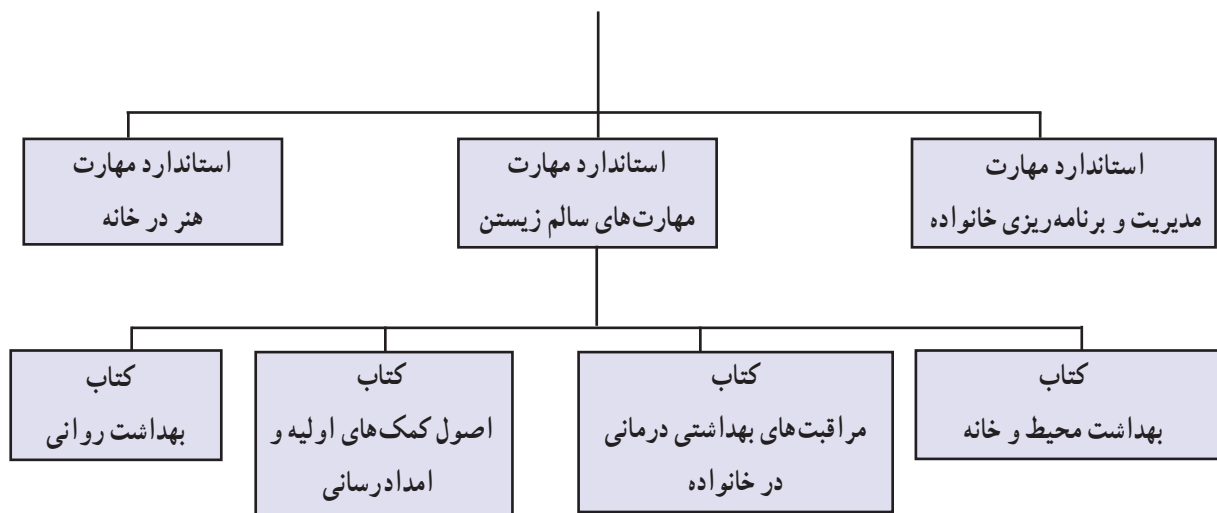 استاندارد مهارت
مدیریت و برنامه‌ریزی خانواده
استاندارد مهارت
مهارت‌های سالم زیستن
استاندارد مهارت
هنر در خانه
کتاب
بهداشت محیط و خانه
کتاب
مراقبت‌های بهداشتی درمانی
در خانواده
کتاب
اصول کمک‌های اولیه و
امدادرسانی
کتاب
بهداشت روانی